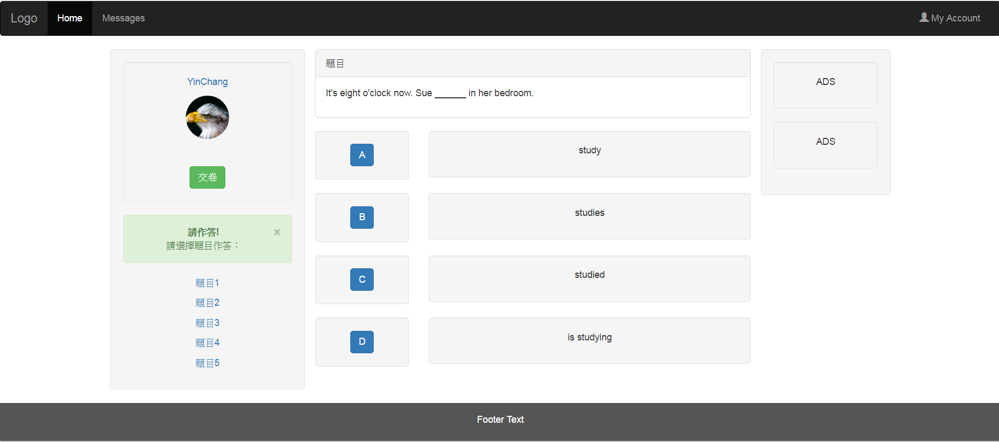 Logo
Home
Messages
My Account
YinChang
交卷
請作答!
×
請選擇題目作答：
題目1
題目2
題目3
題目4
題目5
題目
It's eight o'clock now. Sue ______ in her bedroom.
A
study
B
studies
C
studied
D
is studying
ADS
ADS
Footer Text